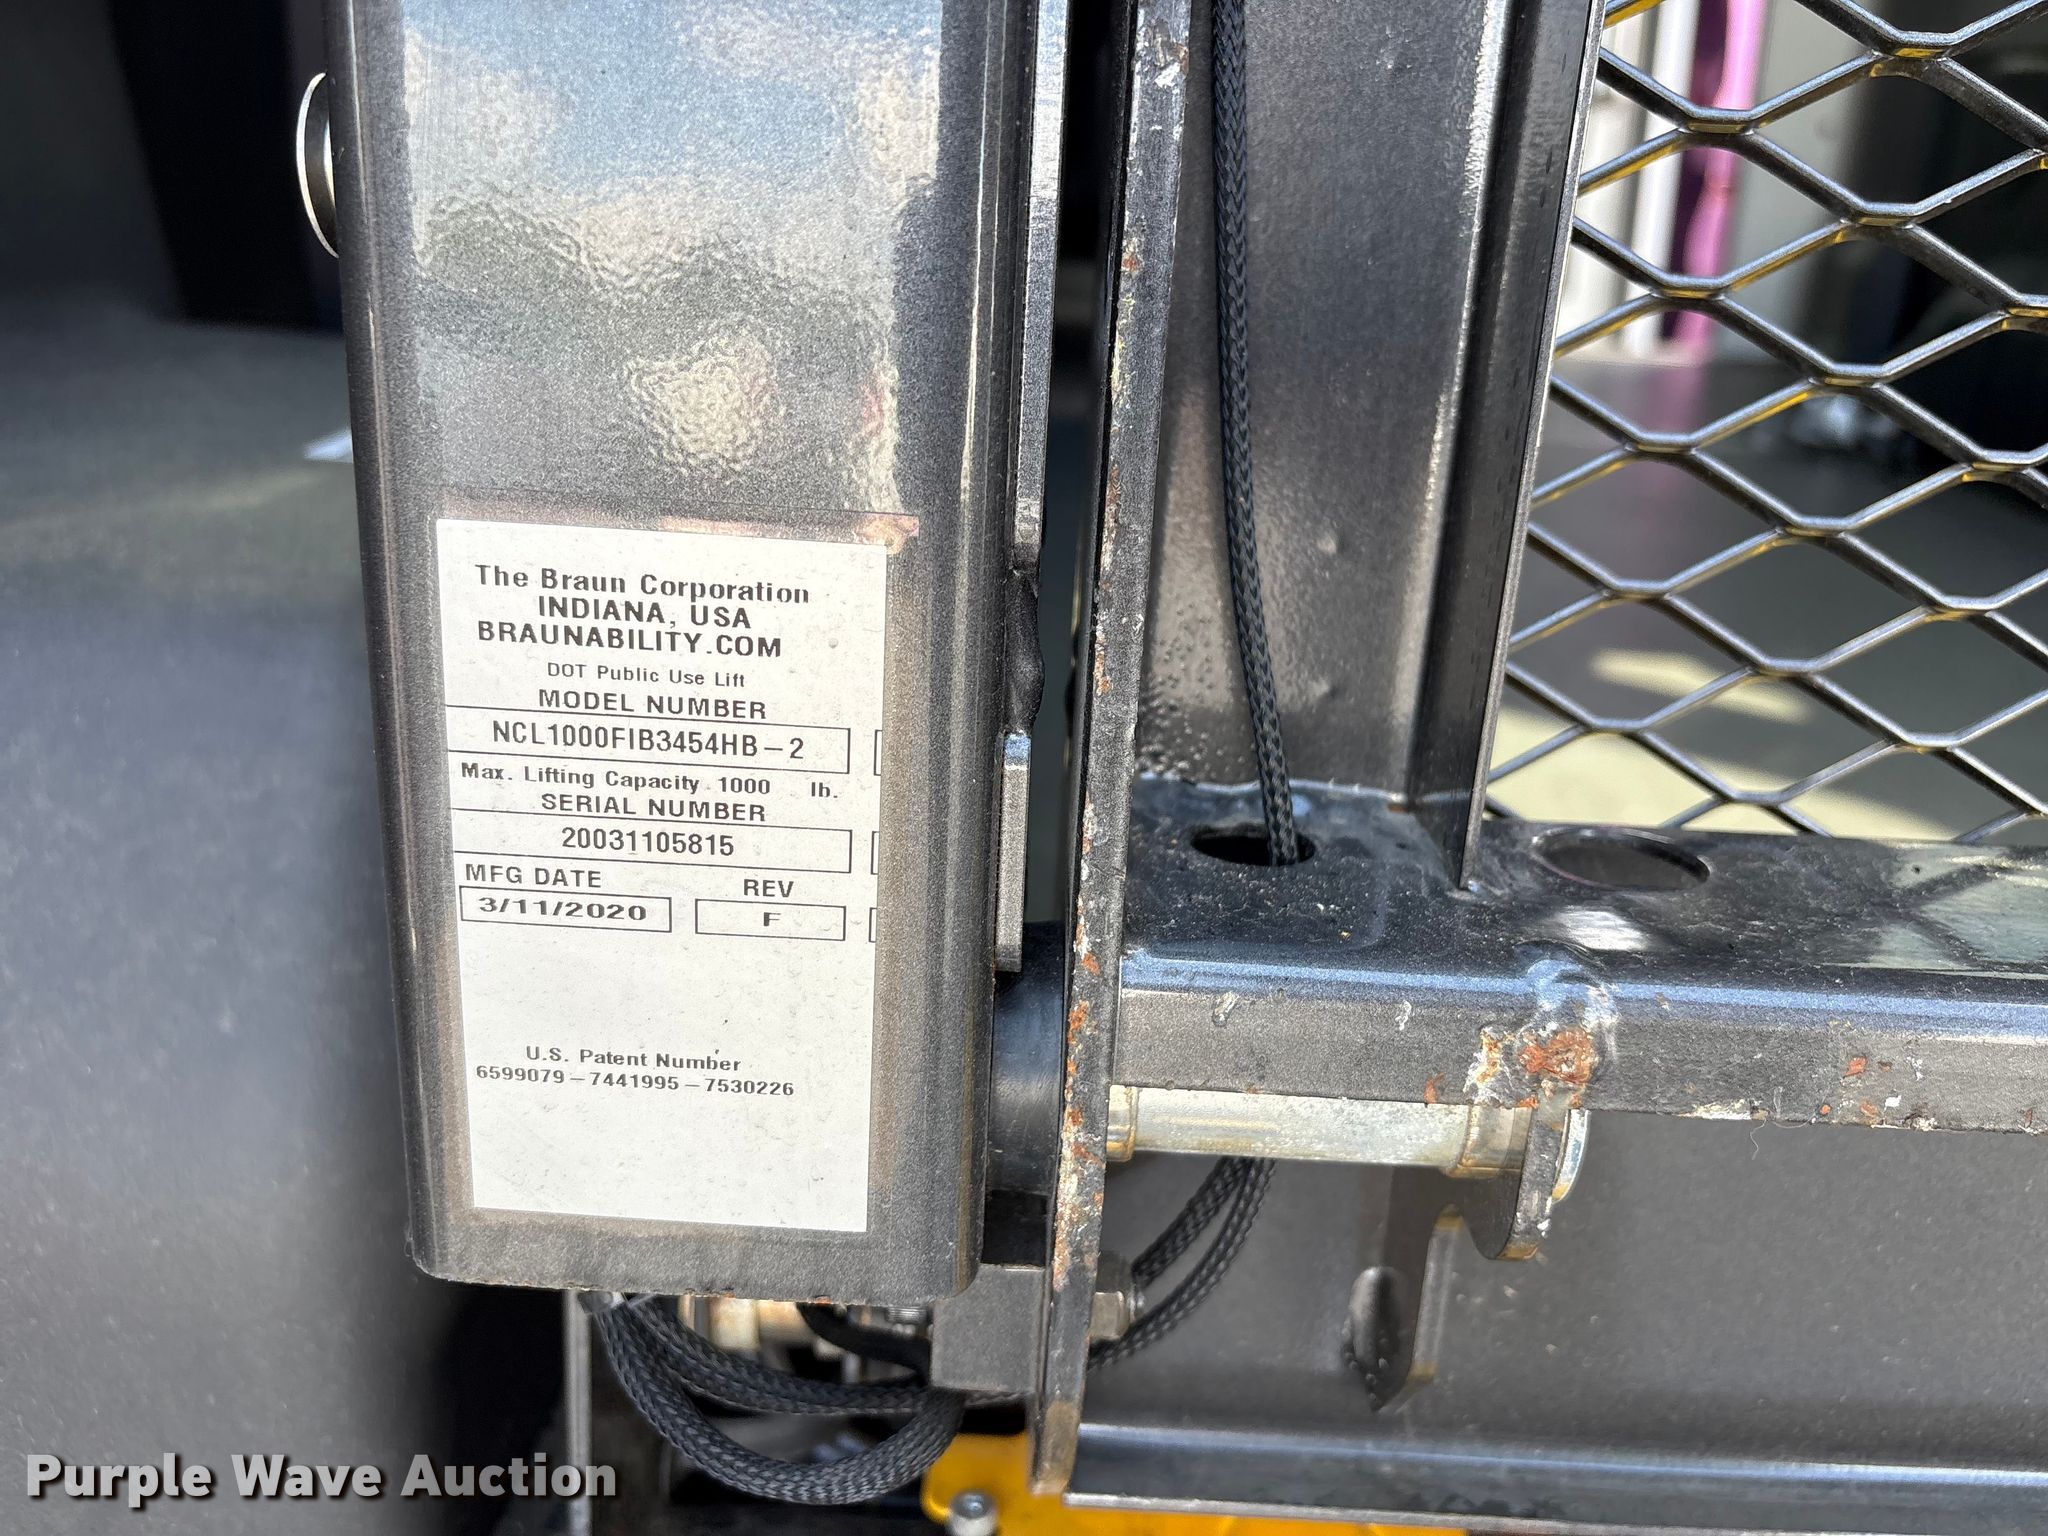 The Braun Corporation
INDIANA, USA
BRAUNABILITY.COM
DOT Public Use Lift
MODEL NUMBER
NCL1000FIB3454HB-2
Max. Lifting Capacity 1000 lb.
SERIAL NUMBER
20031105815
MFG DATE REV
3/11/2020 F
U.S. Patent Number
6599079-7441995-7530226
Purple Wave Auction